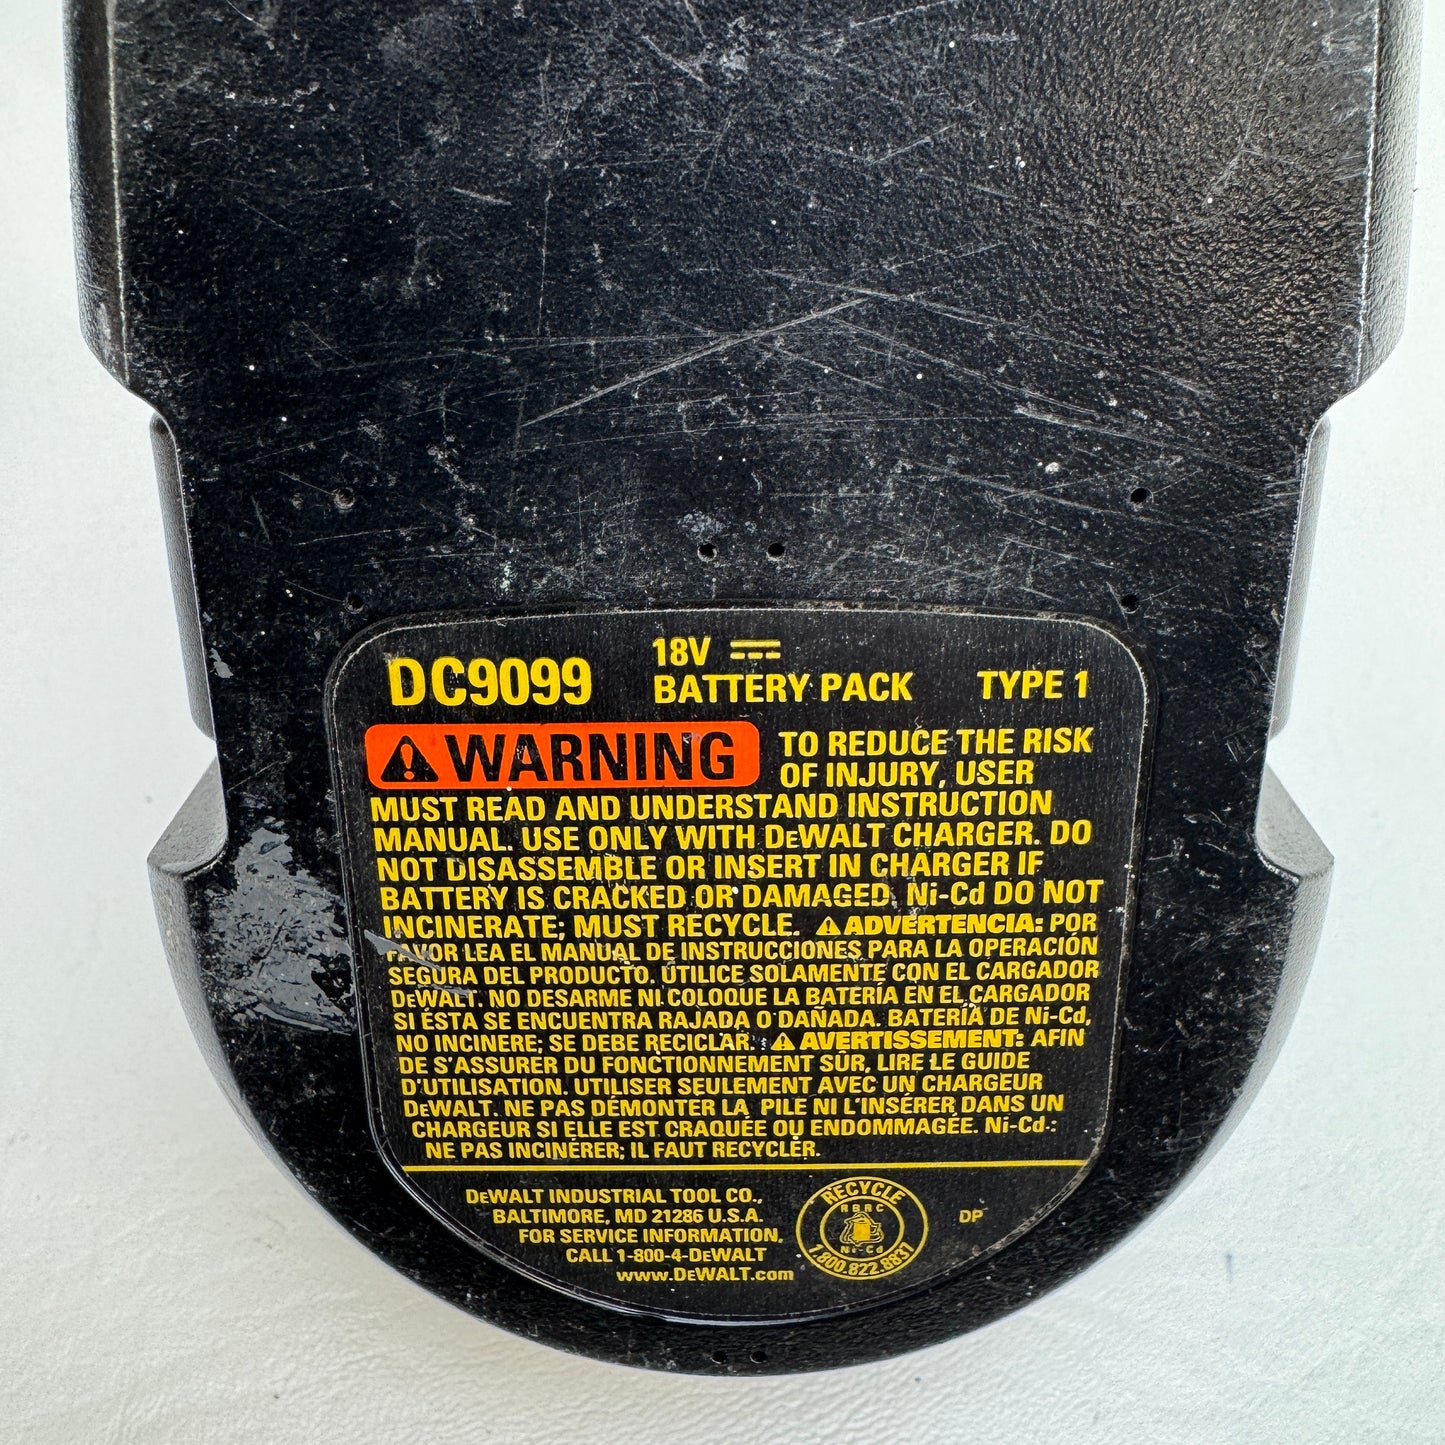 DC9099
18V
BATTERY PACK
TYPE 1
WARNING TO REDUCE THE RISK
OF INJURY, USER
MUST READ AND UNDERSTAND INSTRUCTION
MANUAL. USE ONLY WITH DeWALT CHARGER. DO
NOT DISASSEMBLE OR INSERT IN CHARGER IF
BATTERY IS CRACKED OR DAMAGED. Ni-Cd DO NOT
INCINERATE; MUST RECYCLE. ADVERTENCIA: POR
FAVOR LEA EL MANUAL DE INSTRUCCIONES PARA LA OPERACIÓN
SEGURA DEL PRODUCTO. ÚTILICE SOLAMENTE CON EL CARGADOR
DeWALT. NO DESARME NI COLOQUE LA BATERÍA EN EL CARGADOR
SI ÉSTA SE ENCUENTRA RAJADA O DAÑADA. BATERÍA DE Ni-Cd,
NO INCINERE; SE DEBE RECICLAR. AVERTISSEMENT: AFIN
DE S'ASSURER DU FONCTIONNEMENT SÛR, LIRE LE GUIDE
D'UTILISATION. UTILISER SEULEMENT AVEC UN CHARGEUR
DeWALT. NE PAS DÉMONTER LA PILE NI L'INSÉRER DANS UN
CHARGEUR SI ELLE EST CRAQUÉE OU ENDOMMAGÉE. Ni-Cd.:
NE PAS INCINÉRER; IL FAUT RECYCLER.
DeWALT INDUSTRIAL TOOL CO.,
BALTIMORE, MD 21286 U.S.A.
FOR SERVICE INFORMATION,
CALL 1-800-4-DeWALT
www.DeWALT.com
RECYCLE
RBRC
Ni-Cd
1.800.822.8837
DP